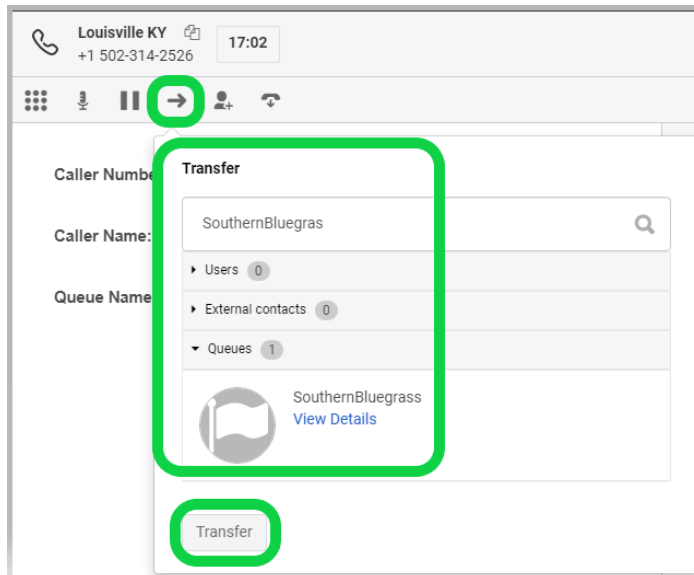 Louisville KY
+1 502-314-2526
17:02
Transfer
Caller Numbe
SouthernBluegras
Caller Name:
Users 0
Queue Name
External contacts 0
Queues 1
SouthernBluegrass
View Details
Transfer